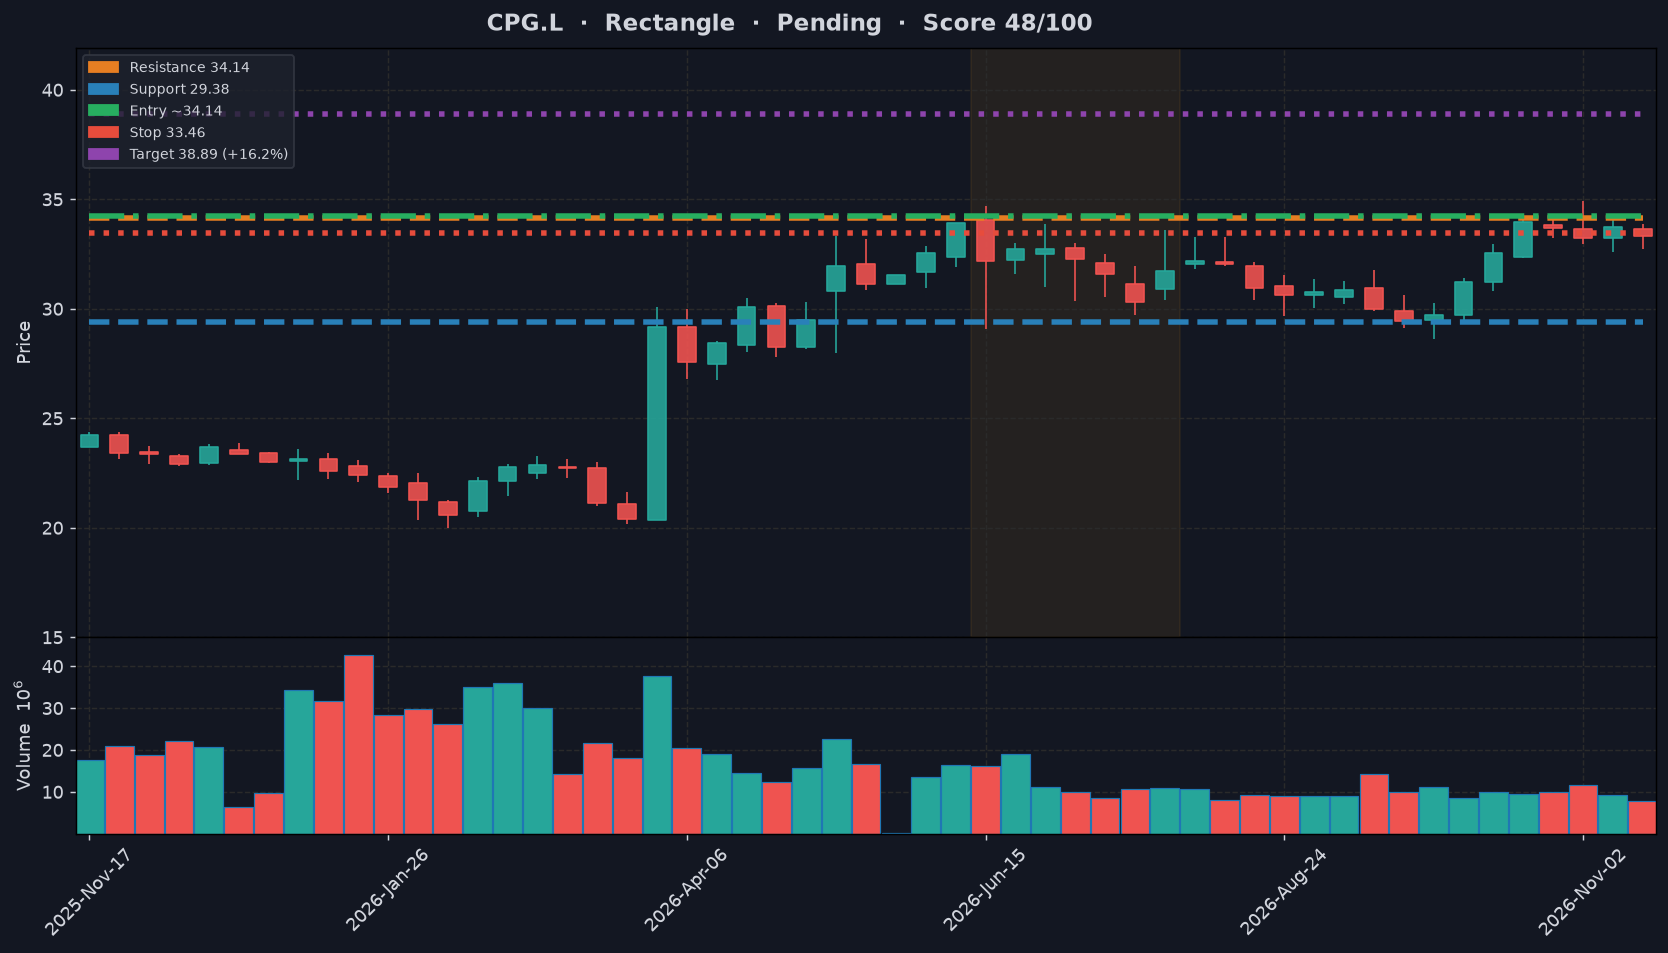 CPG.L · Rectangle · Pending · Score 48/100
Resistance 34.14
Support 29.38
Entry ~34.14
Stop 33.46
Target 38.89 (+16.2%)
40
35
30
25
20
15
Price
40
30
20
10
Volume 10⁶
2025-Nov-17
2026-Jan-26
2026-Apr-06
2026-Jun-15
2026-Aug-24
2026-Nov-02